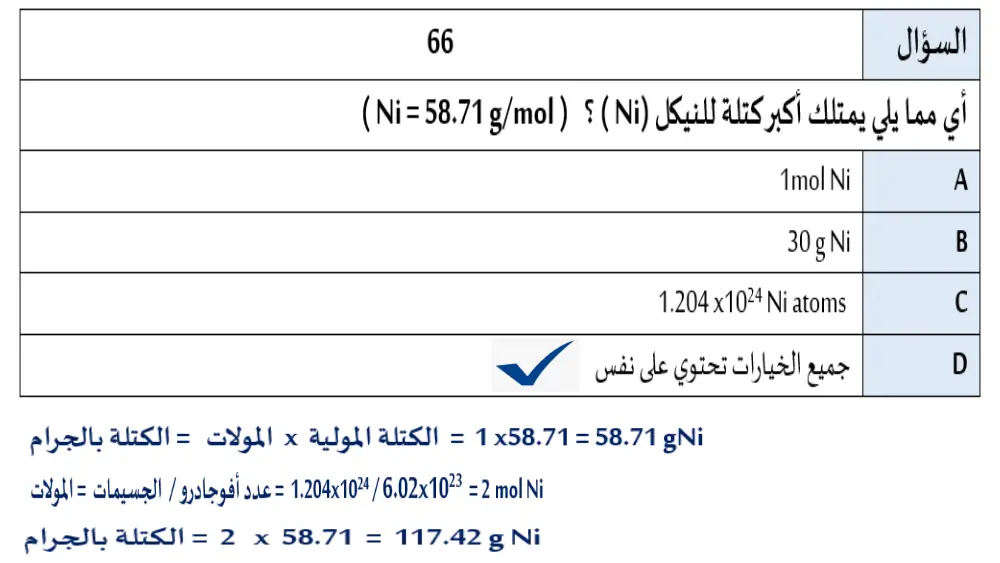 السؤال 66
أي مما يلي يمتلك أكبر كتلة للنيكل (Ni) ؟ (Ni = 58.71 g/mol)
A 1mol Ni
B 30 g Ni
C 1.204 x10²⁴ Ni atoms
D جميع الخيارات تحتوي على نفس
الكتلة بالجرام = المولات x الكتلة المولية = 1 x58.71 = 58.71 gNi
المولات = الجسيمات / عدد أفوجادرو = 1.204x10²⁴ / 6.02x10²³ = 2 mol Ni
الكتلة بالجرام = 2 x 58.71 = 117.42 g Ni